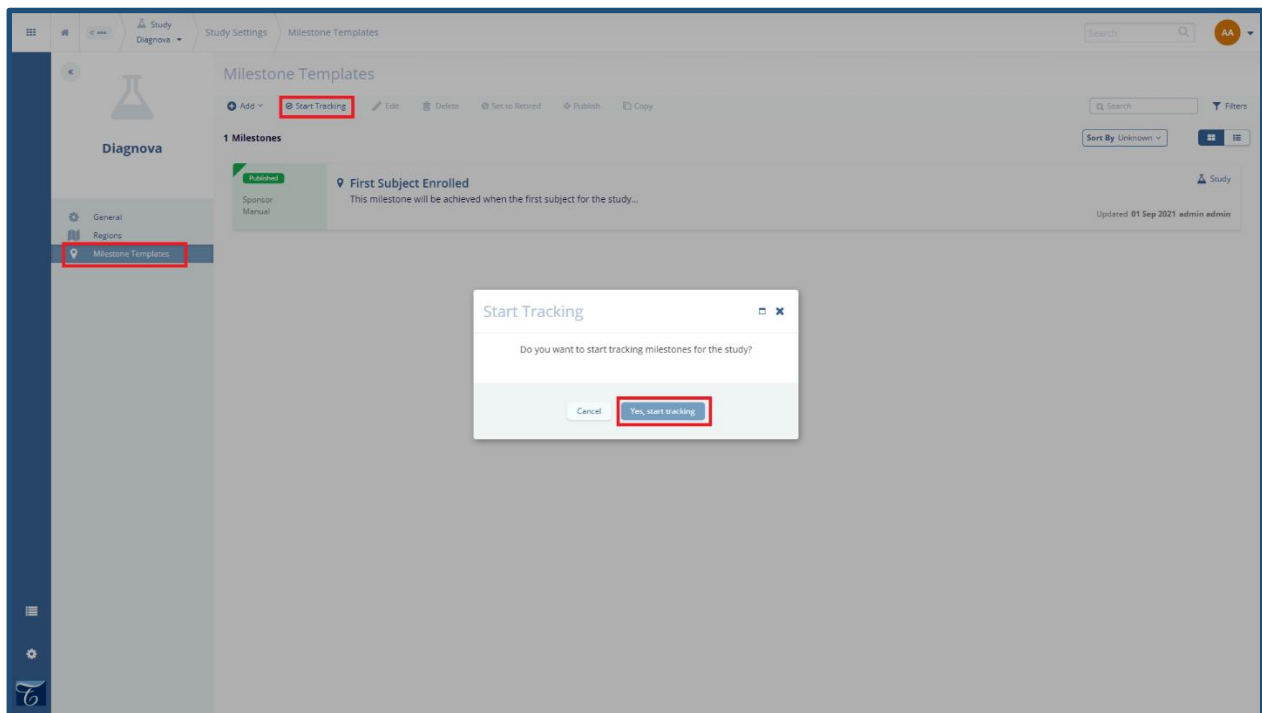 Study
Diagnova
Study Settings
Milestone Templates
Search
AA
Milestone Templates
Add
Start Tracking
Edit
Delete
Set to Retired
Publish
Copy
Search
Filters
Diagnova
1 Milestones
Sort By Unknown
Published
Sponsor
Manual
First Subject Enrolled
This milestone will be achieved when the first subject for the study...
Study
Updated 01 Sep 2021 admin admin
General
Regions
Milestone Templates
Start Tracking
Do you want to start tracking milestones for the study?
Cancel
Yes, start tracking